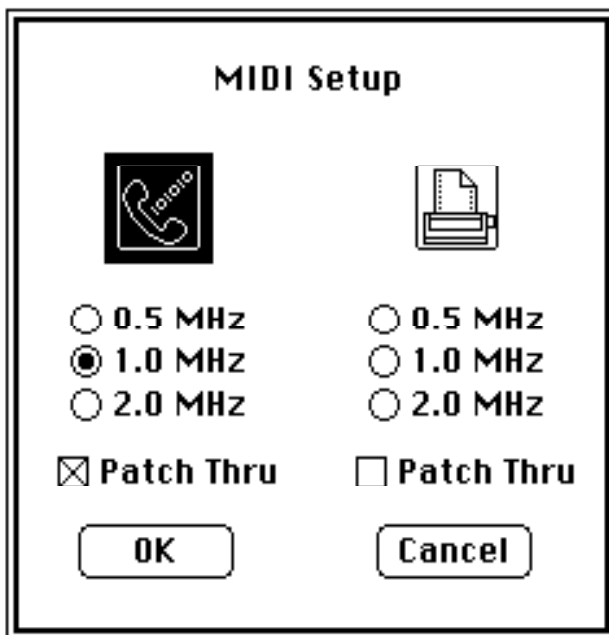 MIDI Setup
0.5 MHz 0.5 MHz
1.0 MHz 1.0 MHz
2.0 MHz 2.0 MHz
Patch Thru Patch Thru
OK Cancel